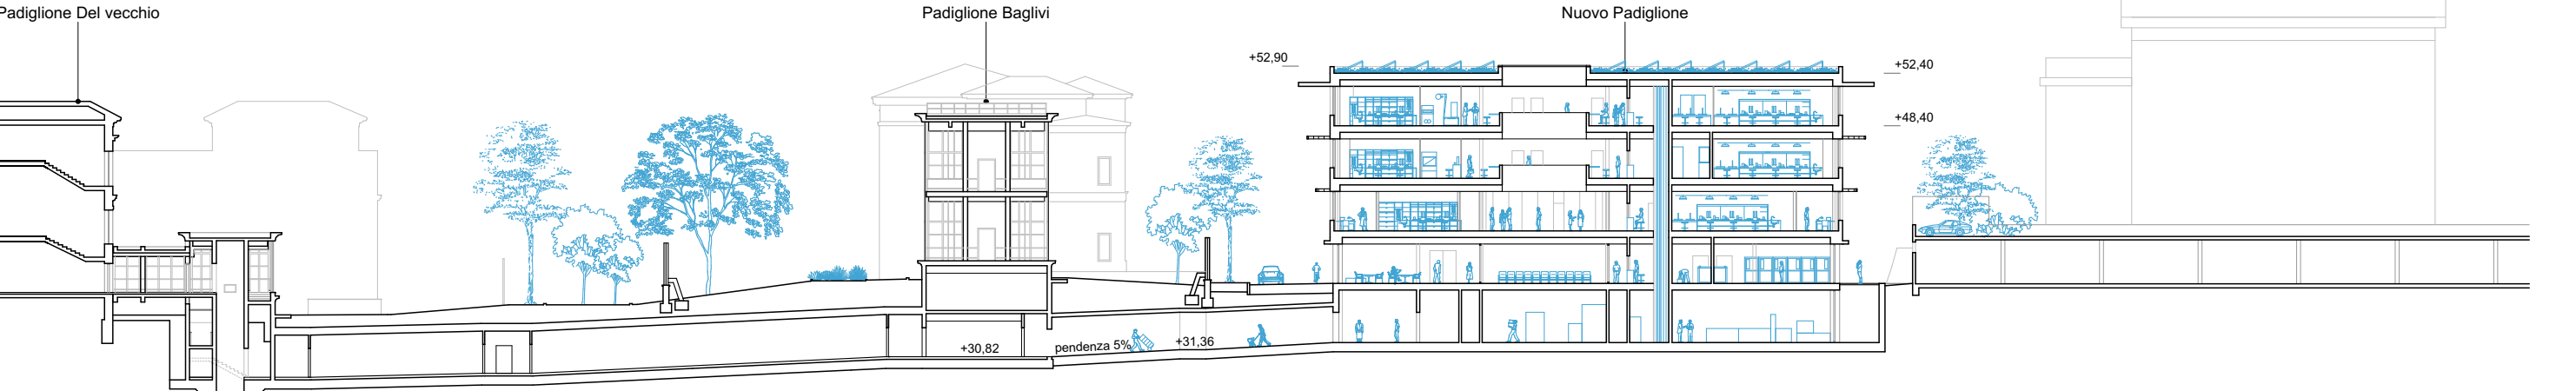 Padiglione Del vecchio
Padiglione Baglivi
Nuovo Padiglione
+52,90
+52,40
+48,40
+30,82
pendenza 5%
+31,36